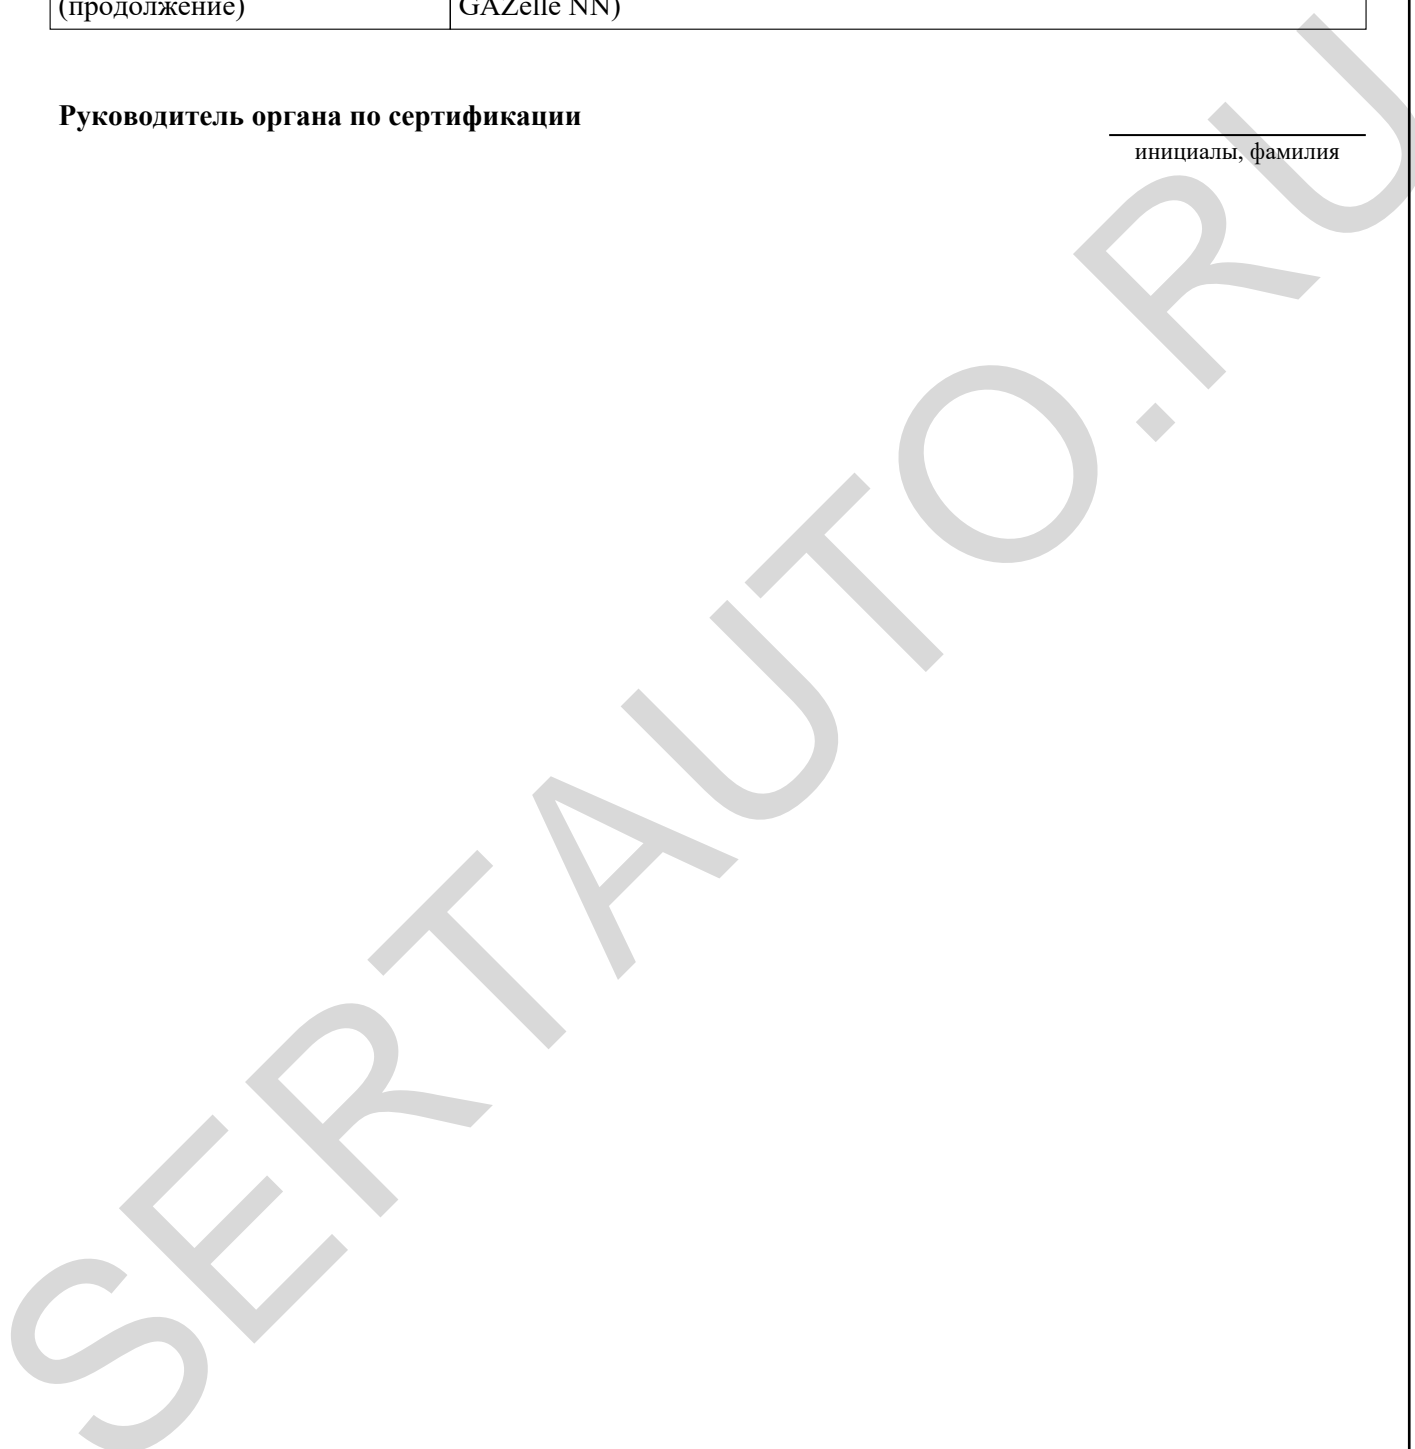 (продолжение) GAZelle NN)
Руководитель органа по сертификации
инициалы, фамилия
SERTAUTO.RU